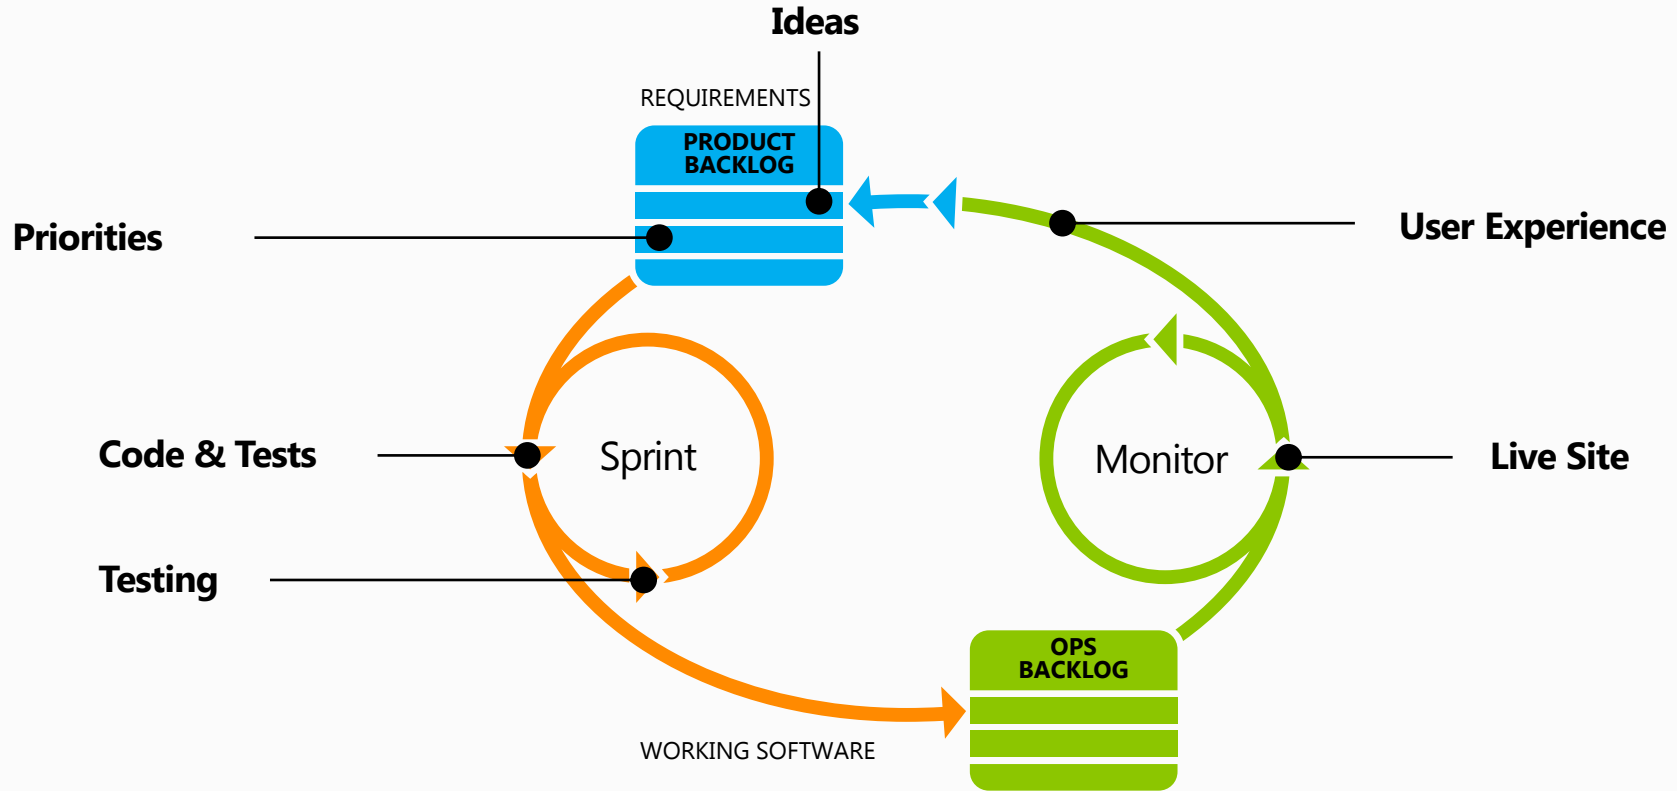 Ideas
REQUIREMENTS
PRODUCT
BACKLOG
Priorities
User Experience
Code & Tests
Sprint
Monitor
Live Site
Testing
OPS
BACKLOG
WORKING SOFTWARE